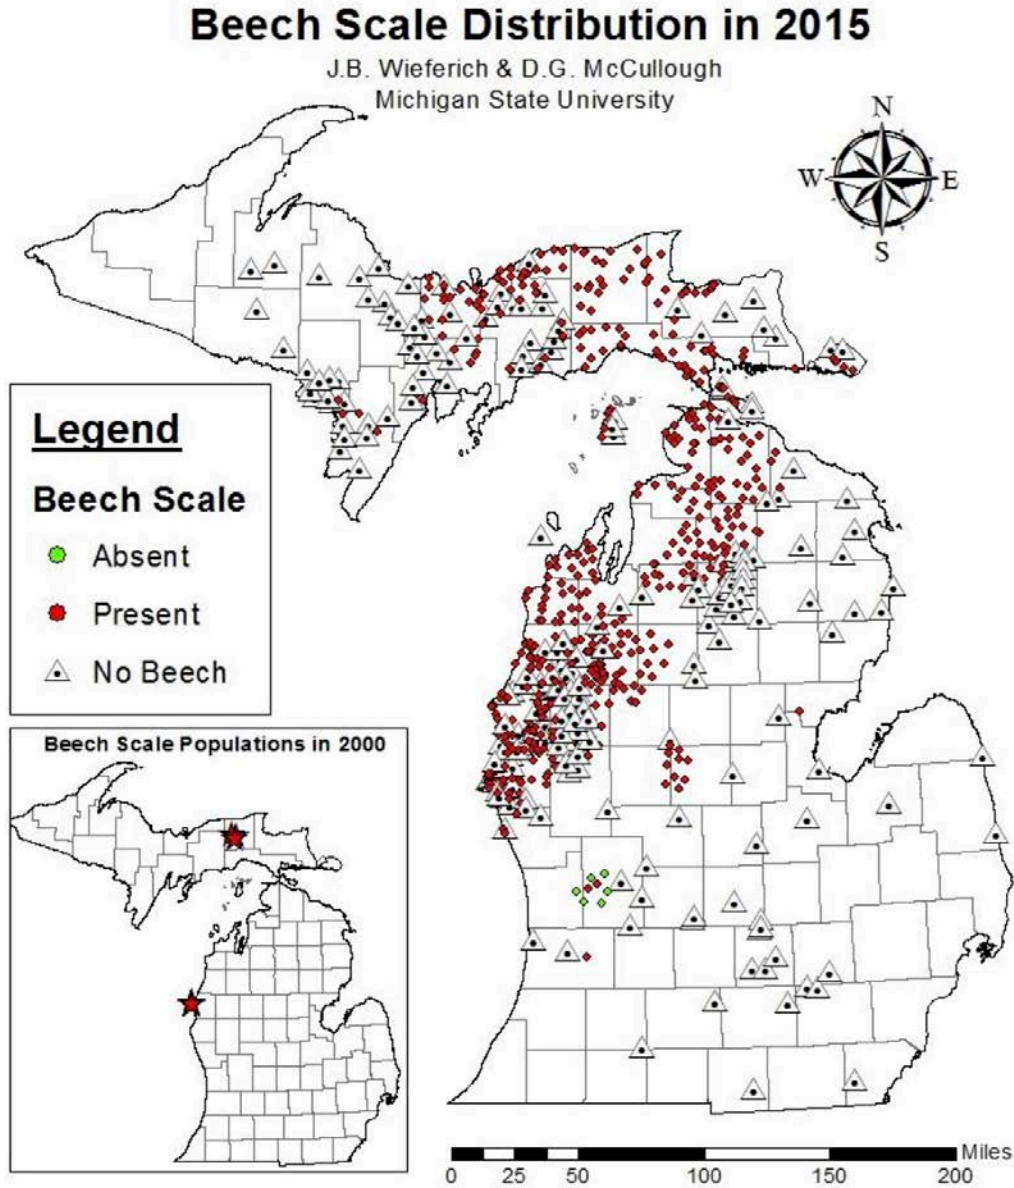 Beech Scale Distribution in 2015
J.B. Wieferich & D.G. McCullough
Michigan State University
N
W
E
S
Legend
Beech Scale
Absent
Present
No Beech
Beech Scale Populations in 2000
Miles
0 25 50 100 150 200